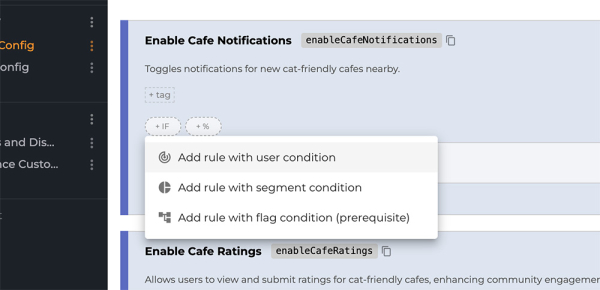 Config
onfig
s and Dis...
nce Custo...
Enable Cafe Notifications enableCafeNotifications
Toggles notifications for new cat-friendly cafes nearby.
+ tag
+ IF + %
Add rule with user condition
Add rule with segment condition
Add rule with flag condition (prerequisite)
Enable Cafe Ratings enableCafeRatings
Allows users to view and submit ratings for cat-friendly cafes, enhancing community engagemen